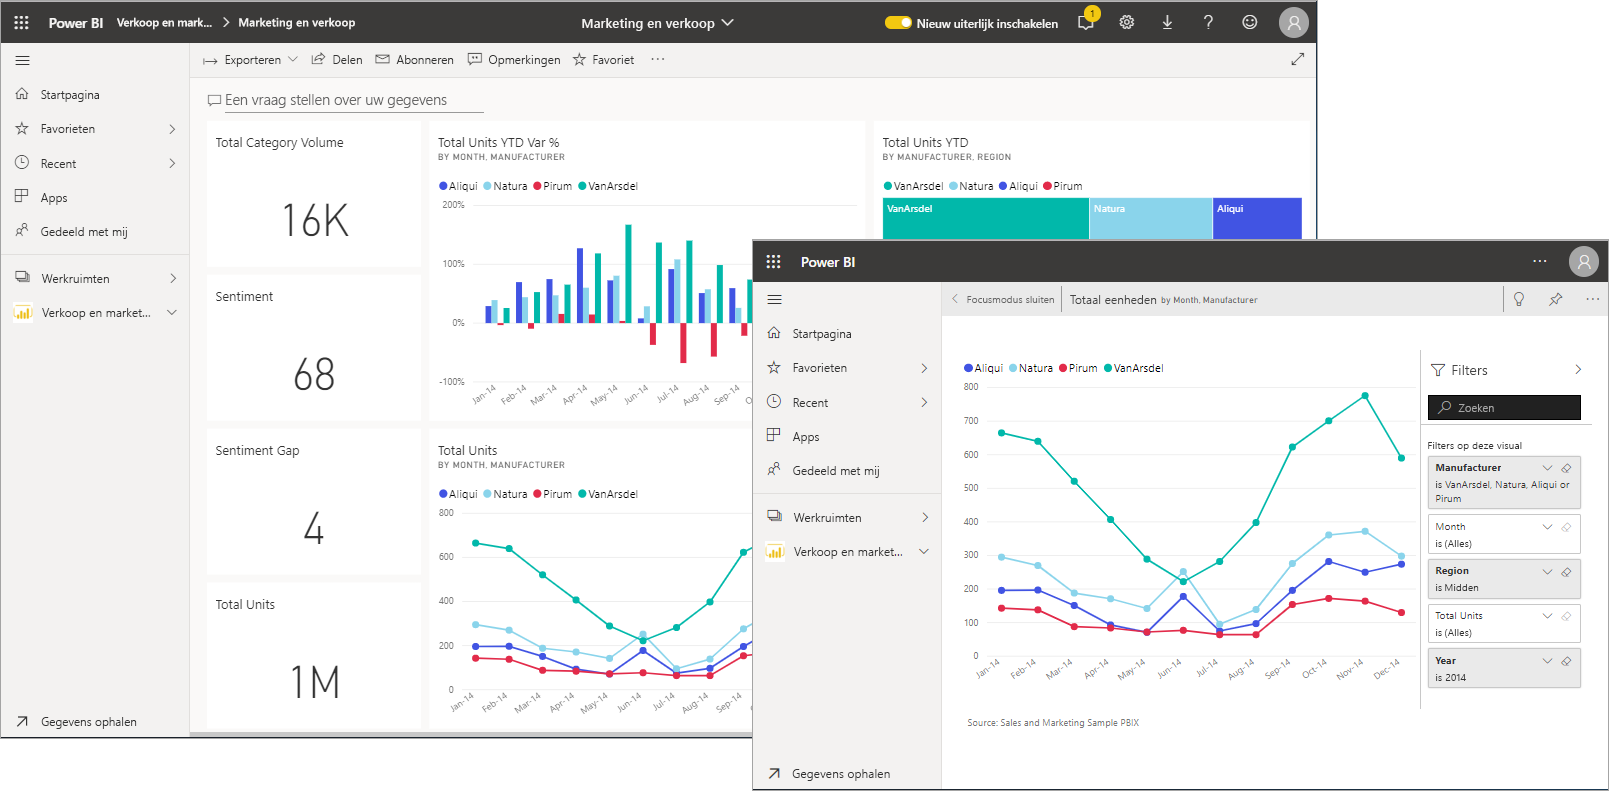 Power BI
Verkoop en mark...
Marketing en verkoop
Marketing en verkoop
Nieuw uiterlijk inschakelen
1
Exporteren
Delen
Abonneren
Opmerkingen
Favoriet
Startpagina
Favorieten
Recent
Apps
Gedeeld met mij
Werkruimten
Verkoop en market...
Gegevens ophalen
Een vraag stellen over uw gegevens
Total Category Volume
16K
Sentiment
68
Sentiment Gap
4
Total Units
1M
Total Units YTD Var %
BY MONTH, MANUFACTURER
Aliqui Natura Pirum VanArsdel
200%
100%
0%
-100%
Jan-14 Feb-14 Mar-14 Apr-14 May-14 Jun-14 Jul-14 Aug-14 Sep-14
Total Units
BY MONTH, MANUFACTURER
Aliqui Natura Pirum VanArsdel
800
600
400
200
0
Jan-14 Feb-14 Mar-14 Apr-14 May-14 Jun-14 Jul-14 Aug-14 Sep-14
Total Units YTD
BY MANUFACTURER, REGION
VanArsdel Natura Aliqui Pirum
VanArsdel
Natura
Aliqui
Power BI
Startpagina
Favorieten
Recent
Apps
Gedeeld met mij
Werkruimten
Verkoop en market...
Gegevens ophalen
Focusmodus sluiten
Totaal eenheden by Month, Manufacturer
Aliqui Natura Pirum VanArsdel
800
700
600
500
400
300
200
100
0
Jan-14 Feb-14 Mar-14 Apr-14 May-14 Jun-14 Jul-14 Aug-14 Sep-14 Oct-14 Nov-14 Dec-14
Source: Sales and Marketing Sample PBIX
Filters
Zoeken
Filters op deze visual
Manufacturer
is VanArsdel, Natura, Aliqui or
Pirum
Month
is (Alles)
Region
is Midden
Total Units
is (Alles)
Year
is 2014